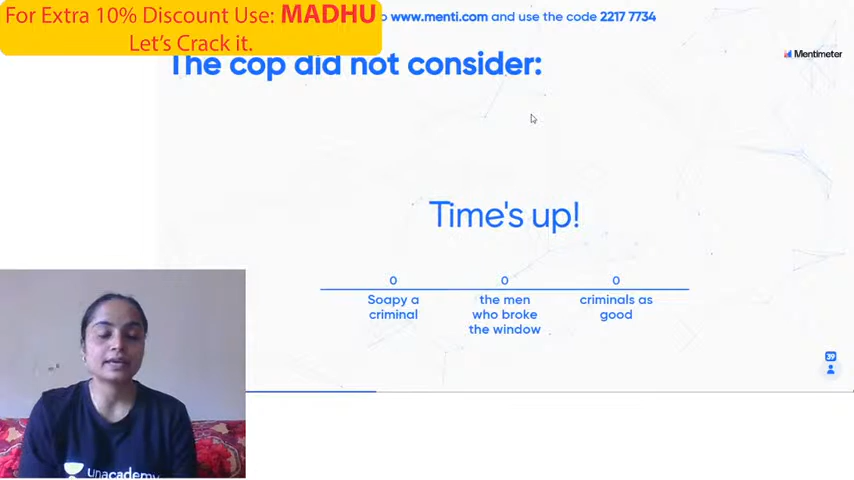 For Extra 10% Discount Use: MADHU
Let's Crack it.
www.menti.com and use the code 2217 7734
Mentimeter
The cop did not consider:
Time's up!
0 0 0
Soapy a criminal
the men who broke the window
criminals as good
39
unacademy